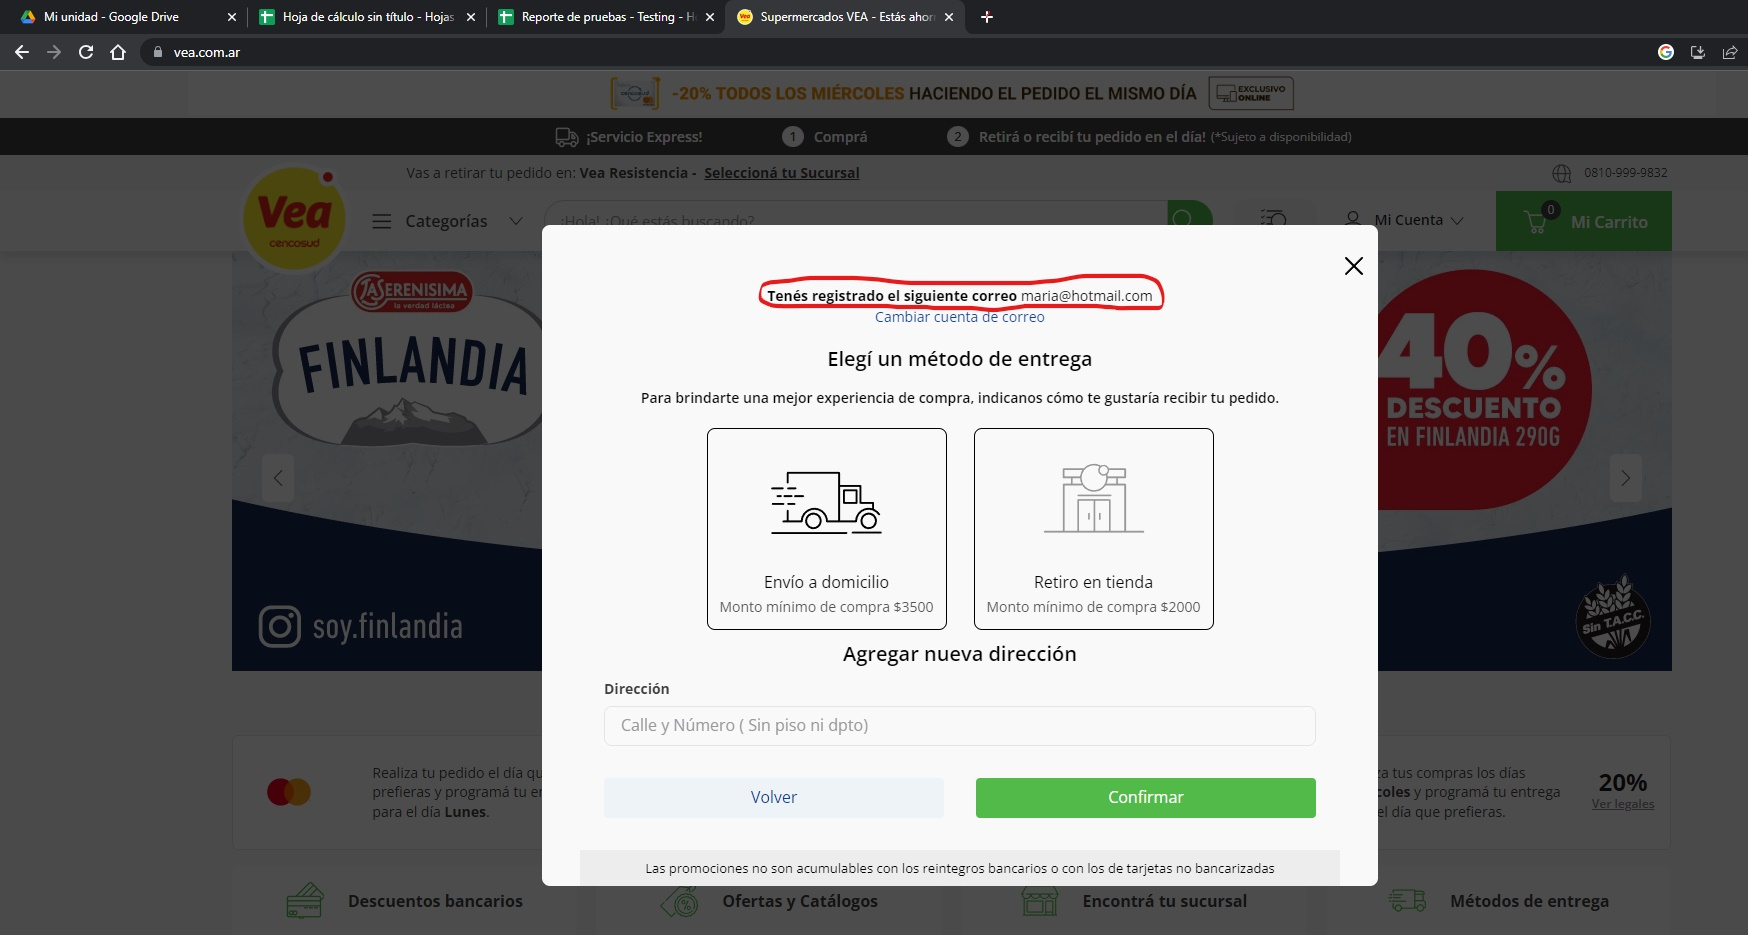 Mi unidad - Google Drive
Hoja de cálculo sin título - Hojas
Reporte de pruebas - Testing - H
Supermercados VEA - Estás ahor
vea.com.ar
cencosud
-20% TODOS LOS MIÉRCOLES HACIENDO EL PEDIDO EL MISMO DÍA
EXCLUSIVO
ONLINE
¡Servicio Express!
1 Comprá
2 Retirá o recibí tu pedido en el día! (*Sujeto a disponibilidad)
Vas a retirar tu pedido en: Vea Resistencia - Seleccioná tu Sucursal
0810-999-9832
Vea
cencosud
Categorías
¡Hola! ¿Qué estás buscando?
Mi Cuenta
0
Mi Carrito
LA SERENISIMA
la verdad láctea
FINLANDIA
soy.finlandia
40%
DESCUENTO
EN FINLANDIA 290G
Sin T.A.C.C.
Tenés registrado el siguiente correo maria@hotmail.com
Cambiar cuenta de correo
Elegí un método de entrega
Para brindarte una mejor experiencia de compra, indicanos cómo te gustaría recibir tu pedido.
Envío a domicilio
Monto mínimo de compra $3500
Retiro en tienda
Monto mínimo de compra $2000
Agregar nueva dirección
Dirección
Calle y Número ( Sin piso ni dpto)
Volver
Confirmar
Las promociones no son acumulables con los reintegros bancarios o con los de tarjetas no bancarizadas
Realiza tu pedido el día qu
prefieras y programá tu en
para el día Lunes.
za tus compras los días
coles y programá tu entrega
el día que prefieras.
20%
Ver legales
Descuentos bancarios
Ofertas y Catálogos
Encontrá tu sucursal
Métodos de entrega